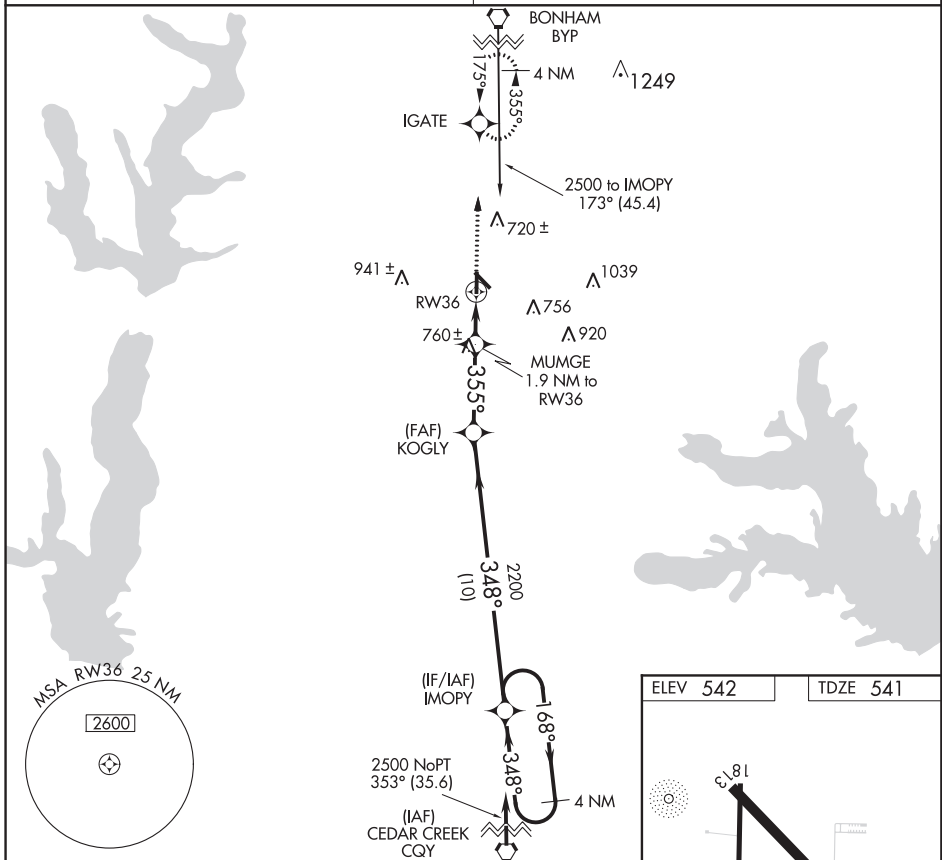 BONHAM
BYP
4 NM
1249
175°
355°
IGATE
2500 to IMOPY
173° (45.4)
720 ±
941 ±
1039
RW36
756
760 ±
920
MUMGE
1.9 NM to
RW36
355°
(FAF)
KOGLY
2200
348°
(10)
MSA RW36 25 NM
2600
(IF/IAF)
IMOPY
168°
348°
2500 NoPT
353° (35.6)
4 NM
(IAF)
CEDAR CREEK
CQY
ELEV 542
TDZE 541
18
13